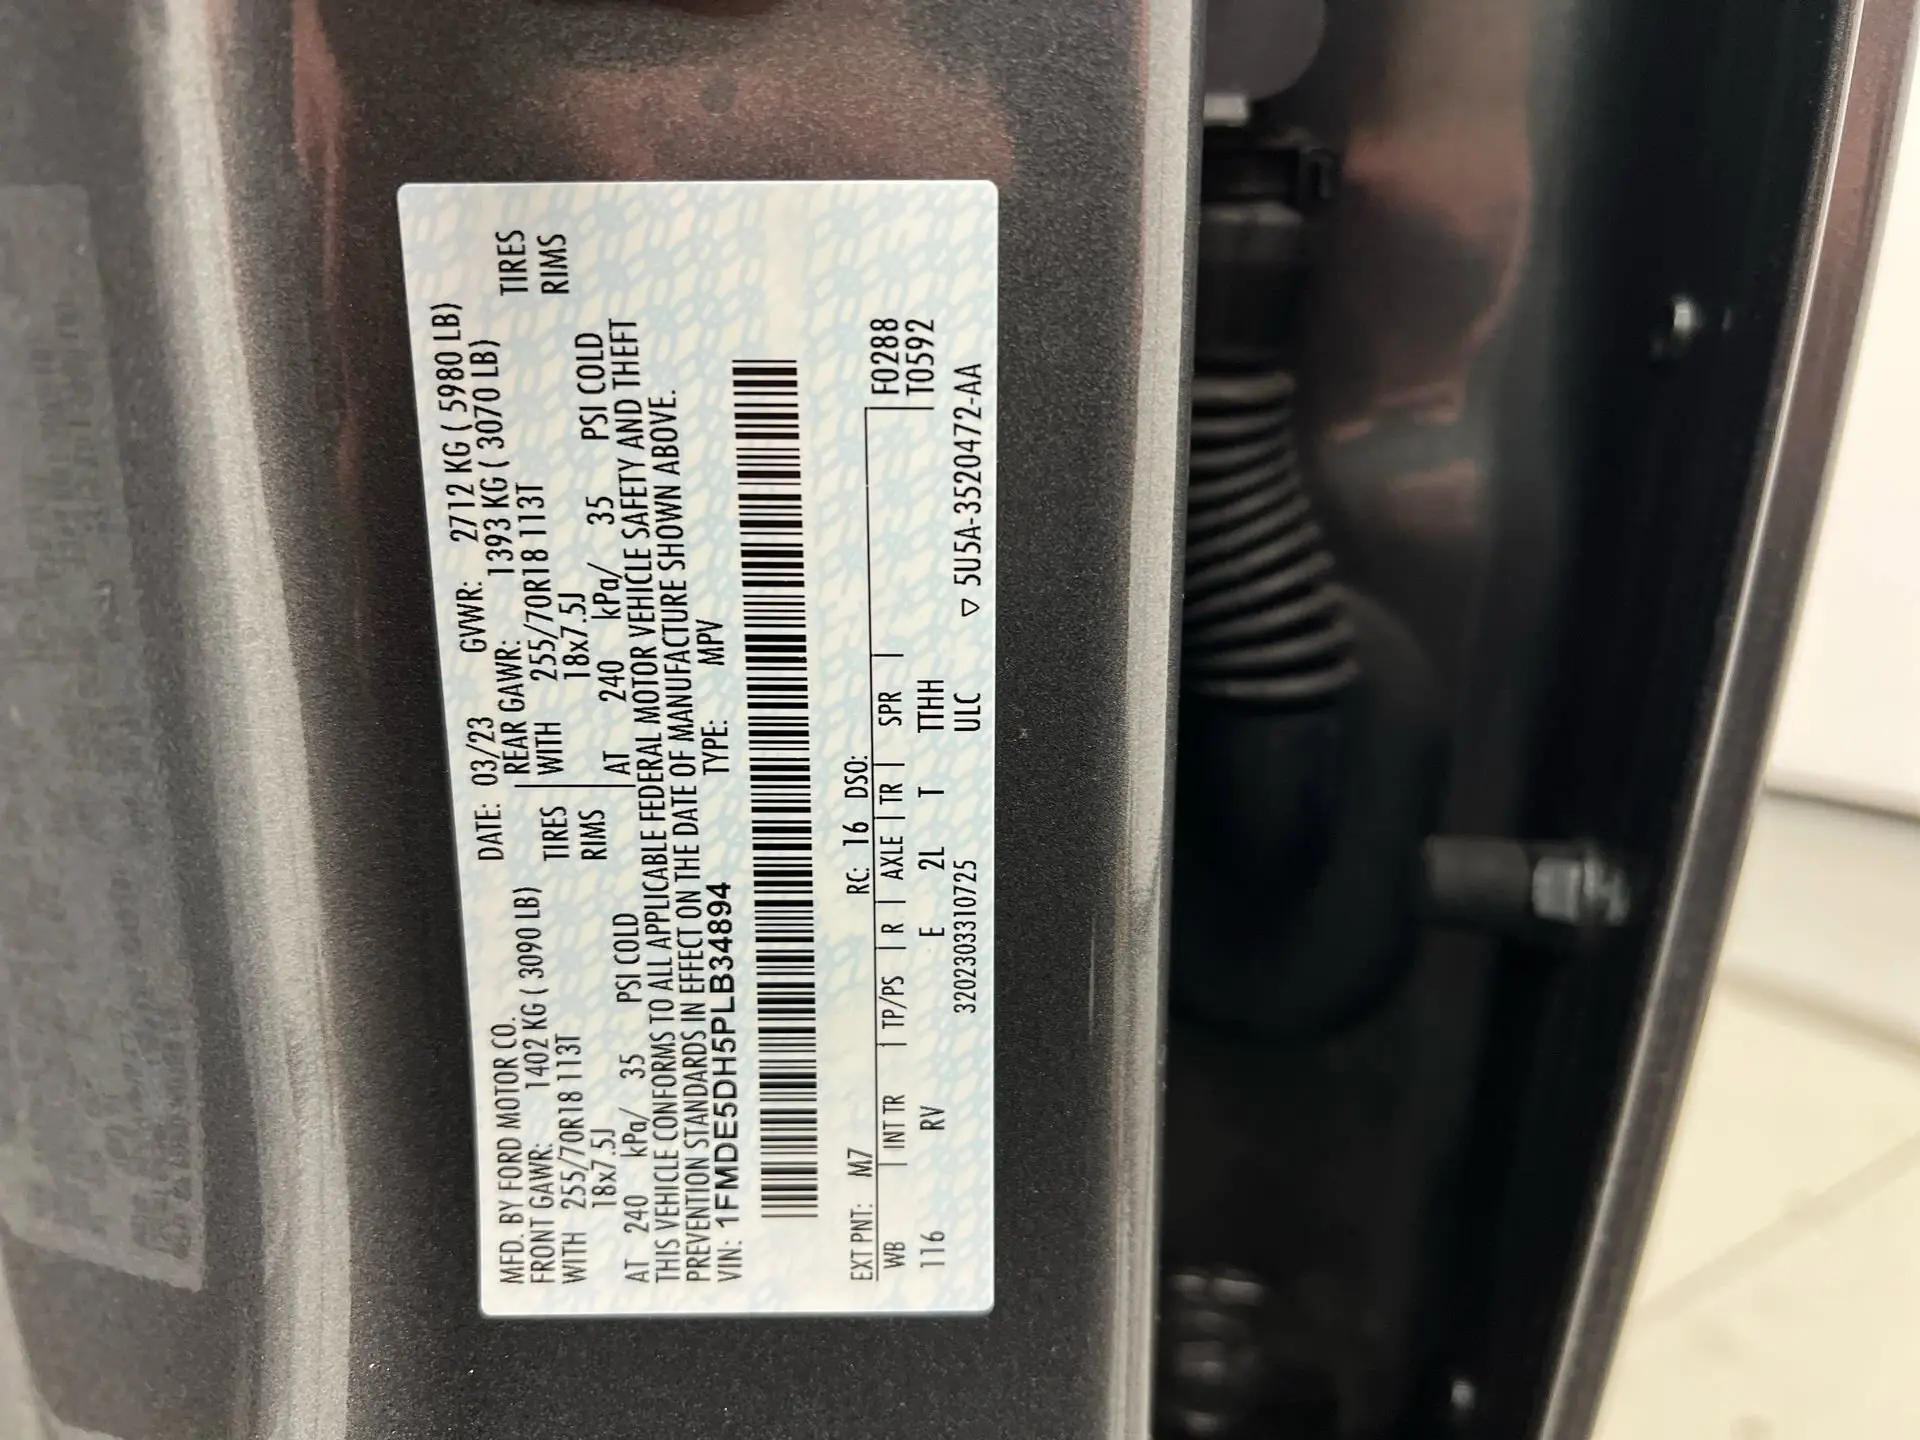 MFD. BY FORD MOTOR CO. DATE: 03/23 GVWR: 2712 KG ( 5980 LB)
FRONT GAWR: 1402 KG ( 3090 LB) REAR GAWR: 1393 KG ( 3070 LB)
WITH 255/70R18 113T TIRES WITH 255/70R18 113T TIRES
18x7.5J RIMS 18x7.5J RIMS
AT 240 kPa/ 35 PSI COLD AT 240 kPa/ 35 PSI COLD
THIS VEHICLE CONFORMS TO ALL APPLICABLE FEDERAL MOTOR VEHICLE SAFETY AND THEFT
PREVENTION STANDARDS IN EFFECT ON THE DATE OF MANUFACTURE SHOWN ABOVE.
VIN: 1FMDE5DH5PLB34894 TYPE: MPV
EXT PNT: M7 RC: 16 DSO:
WB INT TR TP/PS R AXLE TR SPR F0288
116 RV E 2L T TTHH T0592
3202303310725 ULC ▽ 5U5A-3520472-AA